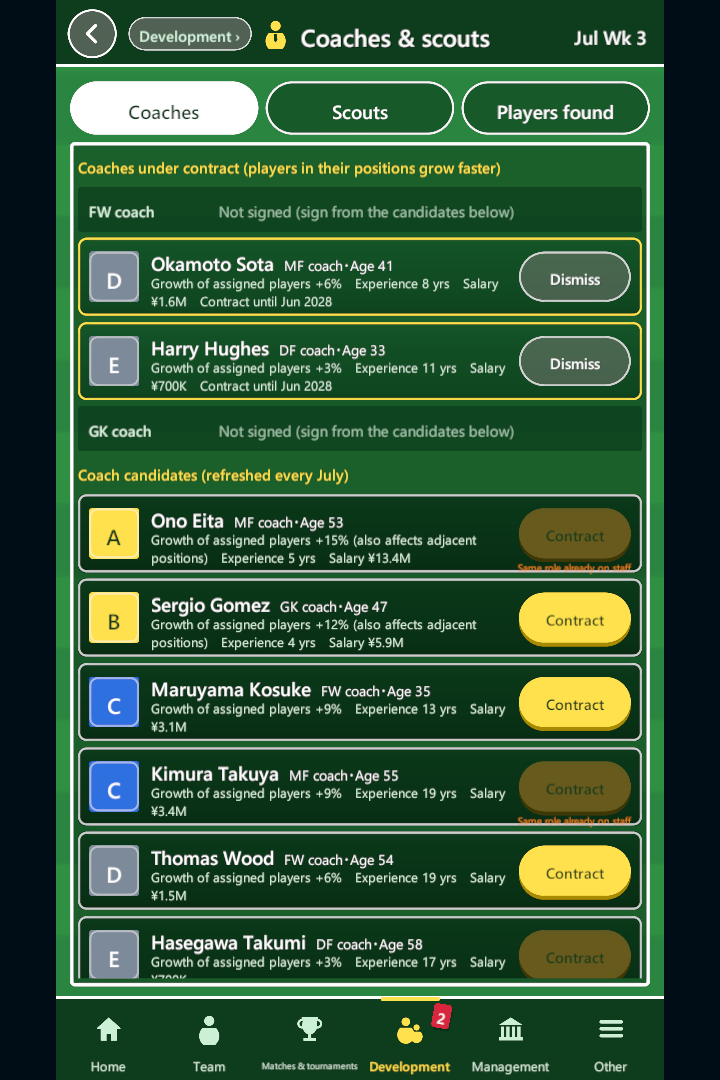 Development ›
Coaches & scouts
Jul Wk 3
Coaches
Scouts
Players found
Coaches under contract (players in their positions grow faster)
FW coach
Not signed (sign from the candidates below)
D
Okamoto Sota MF coach・Age 41
Growth of assigned players +6% Experience 8 yrs Salary
¥1.6M Contract until Jun 2028
Dismiss
E
Harry Hughes DF coach・Age 33
Growth of assigned players +3% Experience 11 yrs Salary
¥700K Contract until Jun 2028
Dismiss
GK coach
Not signed (sign from the candidates below)
Coach candidates (refreshed every July)
A
Ono Eita MF coach・Age 53
Growth of assigned players +15% (also affects adjacent
positions) Experience 5 yrs Salary ¥13.4M
Contract
Same role already on staff
B
Sergio Gomez GK coach・Age 47
Growth of assigned players +12% (also affects adjacent
positions) Experience 4 yrs Salary ¥5.9M
Contract
C
Maruyama Kosuke FW coach・Age 35
Growth of assigned players +9% Experience 13 yrs Salary
¥3.1M
Contract
C
Kimura Takuya MF coach・Age 55
Growth of assigned players +9% Experience 19 yrs Salary
¥3.4M
Contract
Same role already on staff
D
Thomas Wood FW coach・Age 54
Growth of assigned players +6% Experience 19 yrs Salary
¥1.5M
Contract
E
Hasegawa Takumi DF coach・Age 58
Growth of assigned players +3% Experience 17 yrs Salary
¥700K
Contract
2
Home
Team
Matches & tournaments
Development
Management
Other